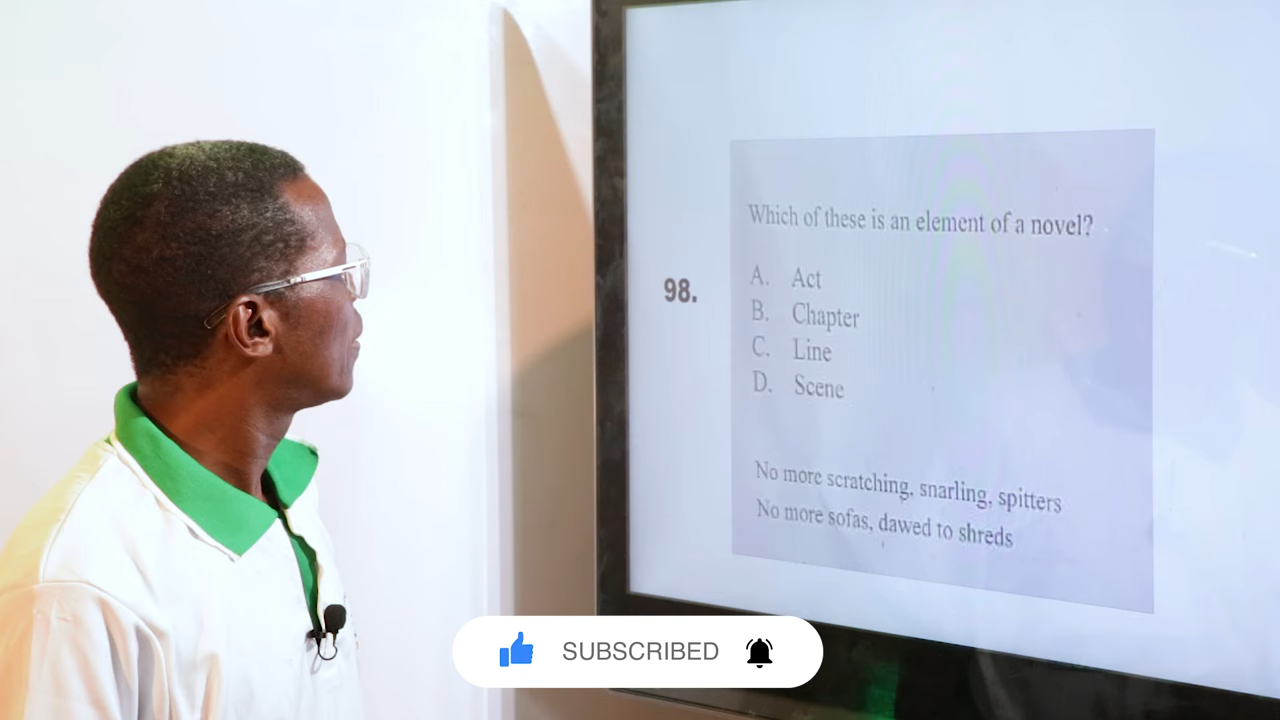 Which of these is an element of a novel?
98.
A. Act
B. Chapter
C. Line
D. Scene
No more scratching, snarling, spitters
No more sofas, dawed to shreds
SUBSCRIBED